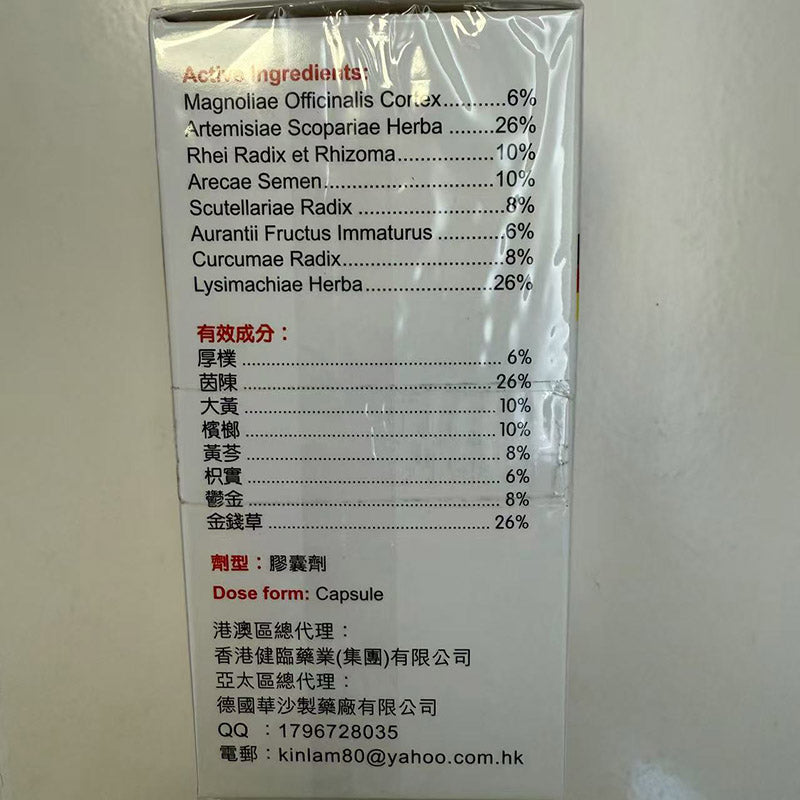 Active Ingredients:
Magnoliae Officinalis Cortex...........6%
Artemisiae Scopariae Herba ........26%
Rhei Radix et Rhizoma.................10%
Arecae Semen..............................10%
Scutellariae Radix ..........................8%
Aurantii Fructus Immaturus ............6%
Curcumae Radix.............................8%
Lysimachiae Herba.......................26%
有效成分：
厚樸 ................................................ 6%
茵陳 ................................................ 26%
大黃 ................................................ 10%
檳榔 ................................................ 10%
黃芩 ................................................ 8%
枳實 ................................................ 6%
鬱金 ................................................ 8%
金錢草 .......................................... 26%
劑型：膠囊劑
Dose form: Capsule
港澳區總代理：
香港健臨藥業(集團)有限公司
亞太區總代理：
德國華沙製藥廠有限公司
QQ ：1796728035
電郵：kinlam80@yahoo.com.hk